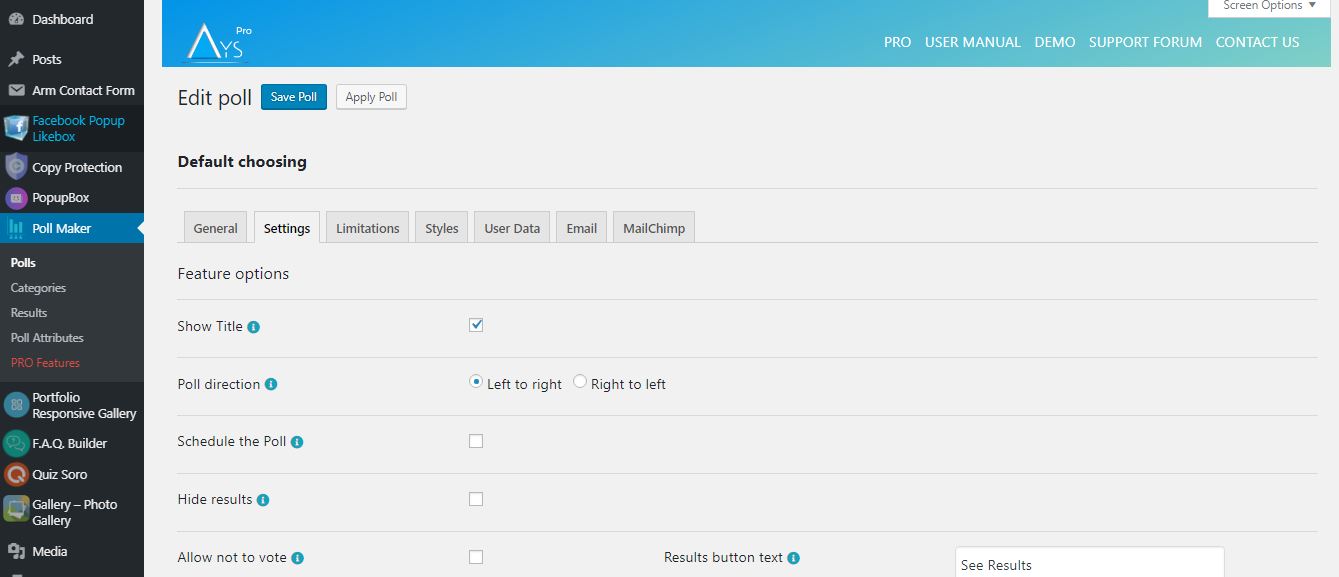 Dashboard
Posts
Arm Contact Form
Facebook Popup
Likebox
Copy Protection
PopupBox
Poll Maker
Polls
Categories
Results
Poll Attributes
PRO Features
Portfolio
Responsive Gallery
F.A.Q. Builder
Quiz Soro
Gallery – Photo
Gallery
Media
Screen Options ▼
AYS Pro
PRO USER MANUAL DEMO SUPPORT FORUM CONTACT US
Edit poll Save Poll Apply Poll
Default choosing
General Settings Limitations Styles User Data Email MailChimp
Feature options
Show Title
Poll direction Left to right Right to left
Schedule the Poll
Hide results
Allow not to vote Results button text See Results